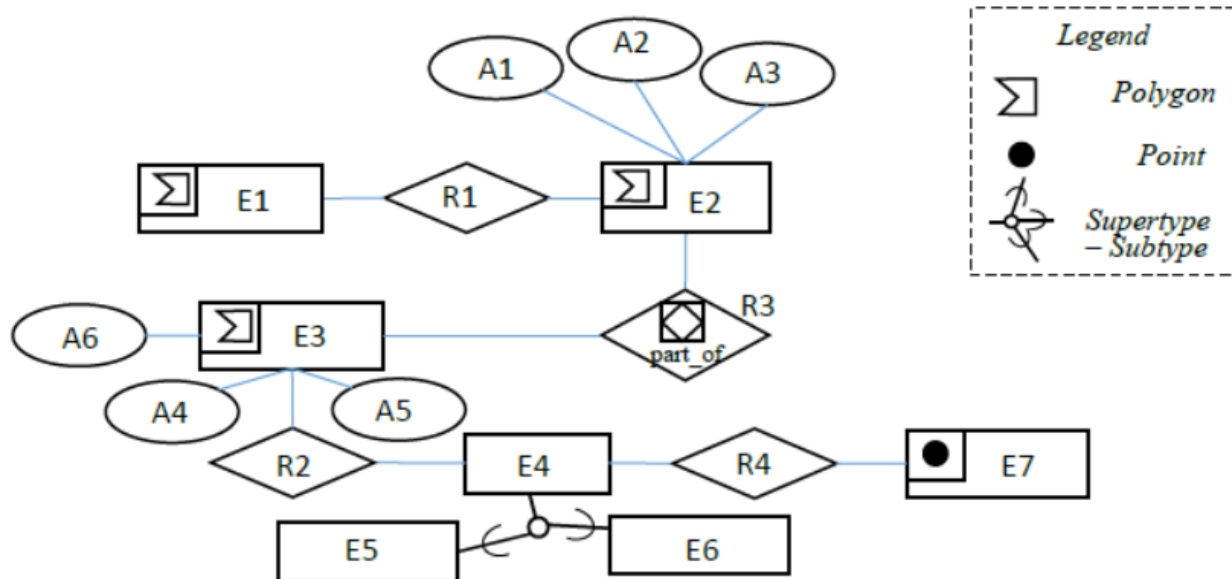 A1
A2
A3
Legend
Polygon
Point
Supertype
– Subtype
E1
R1
E2
R3
part_of
A6
E3
A4
A5
R2
E4
R4
E7
E5
E6